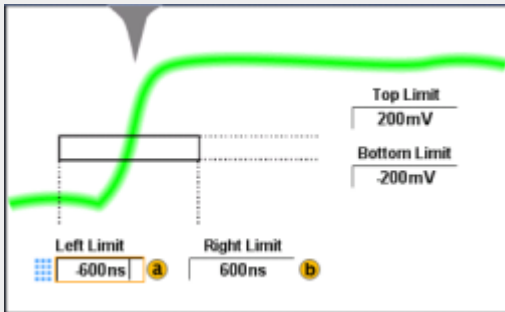 Top Limit
200mV
Bottom Limit
-200mV
Left Limit
Right Limit
-600ns
a
600ns
b